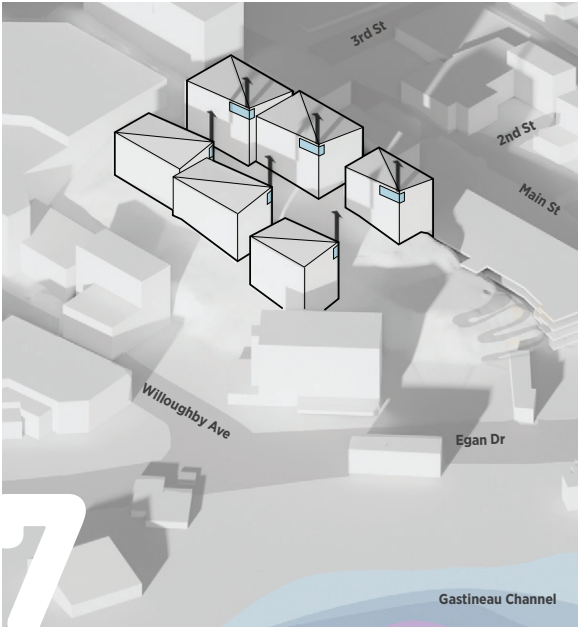 3rd St
2nd St
Main St
Willoughby Ave
Egan Dr
7
Gastineau Channel